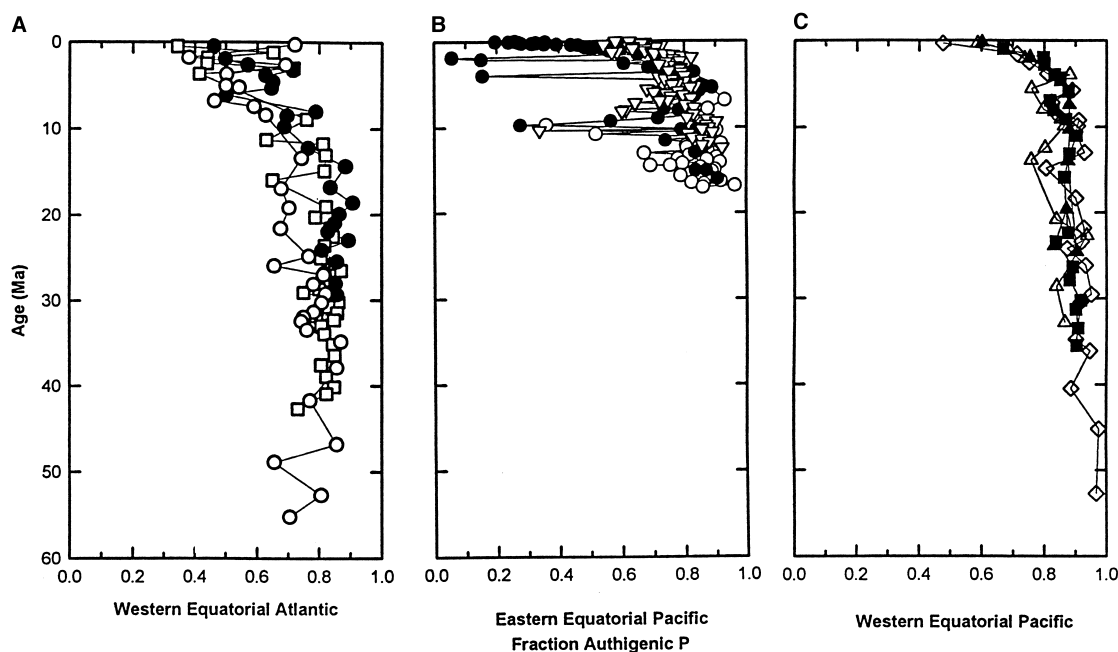 A
B
C
0
10
20
30
40
50
60
Age (Ma)
0.0 0.2 0.4 0.6 0.8 1.0
0.0 0.2 0.4 0.6 0.8 1.0
0.0 0.2 0.4 0.6 0.8 1.0
Western Equatorial Atlantic
Eastern Equatorial Pacific
Fraction Authigenic P
Western Equatorial Pacific